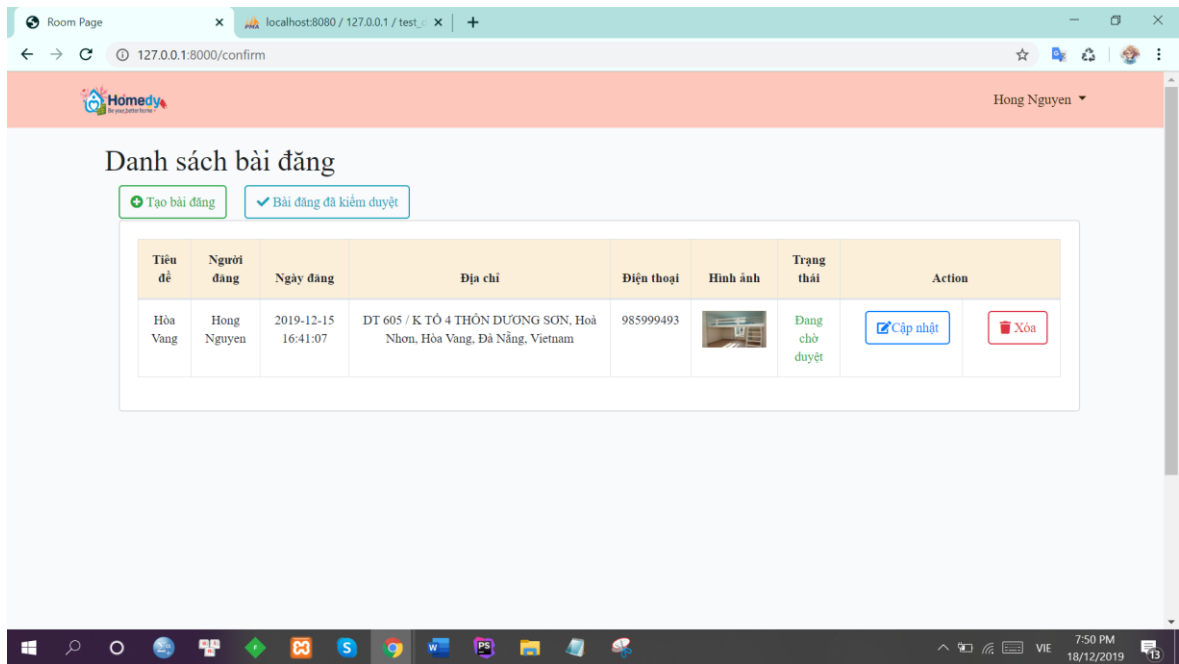 Room Page
localhost:8080 / 127.0.0.1 / test_c
127.0.0.1:8000/confirm
Homedy
Hong Nguyen
Danh sách bài đăng
Tạo bài đăng
Bài đăng đã kiểm duyệt
Tiêu đề
Người đăng
Ngày đăng
Địa chỉ
Điện thoại
Hình ảnh
Trạng thái
Action
Hòa Vang
Hong Nguyen
2019-12-15
16:41:07
DT 605 / K TỔ 4 THÔN DƯƠNG SƠN, Hoà
Nhơn, Hòa Vang, Đà Nẵng, Vietnam
985999493
Đang chờ duyệt
Cập nhật
Xóa
VIE
7:50 PM
18/12/2019
13